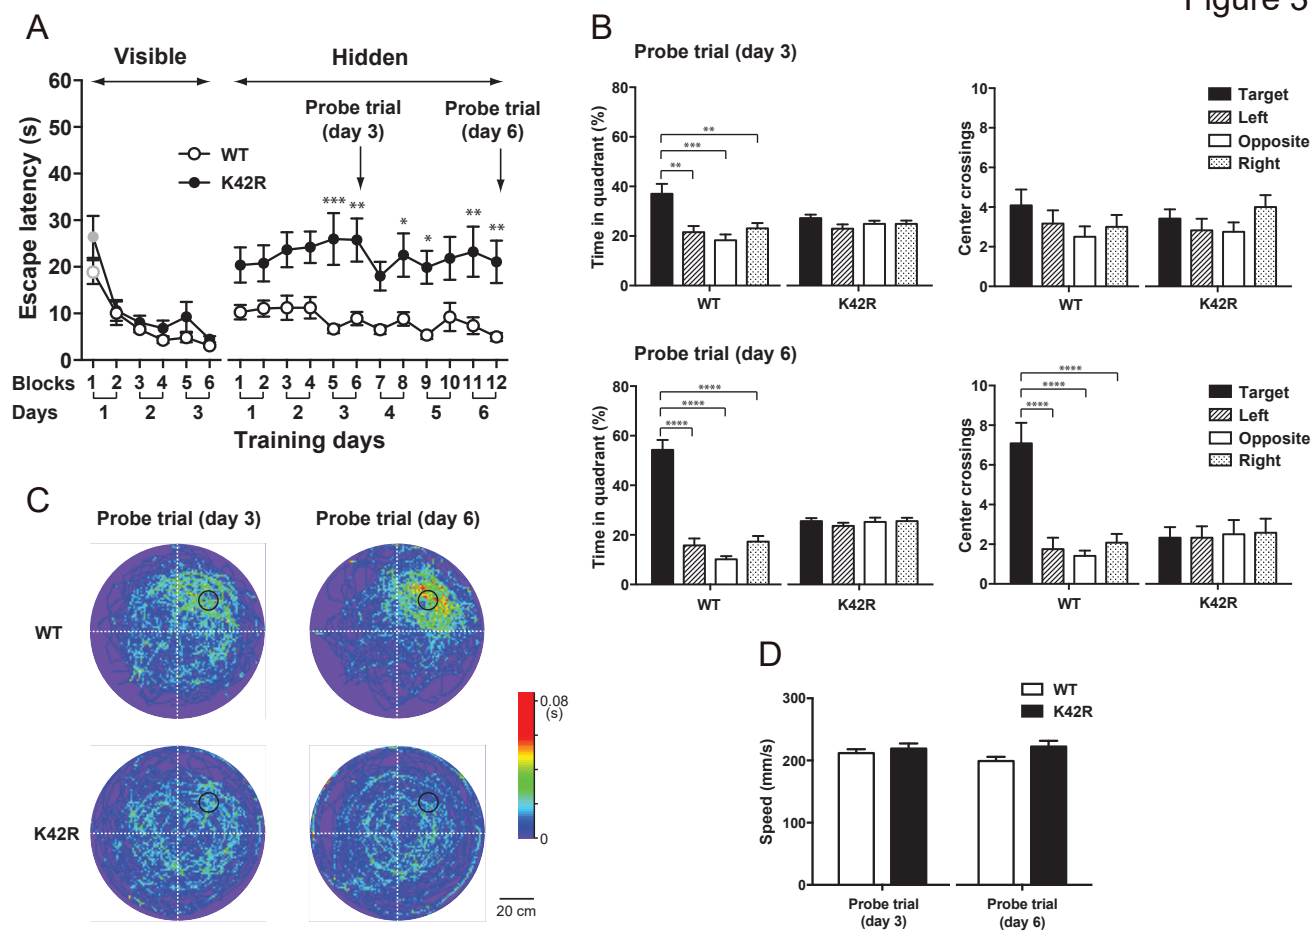 Figure 3
A
Visible
Hidden
Escape latency (s)
60
50
40
30
20
10
0
WT
K42R
Probe trial
(day 3)
Probe trial
(day 6)
***
**
*
*
**
**
Blocks 1 2 3 4 5 6 1 2 3 4 5 6 7 8 9 10 11 12
Days 1 2 3 1 2 3 4 5 6
Training days
B
Probe trial (day 3)
Time in quadrant (%)
80
60
40
20
0
**
***
**
WT K42R
Center crossings
10
8
6
4
2
0
WT K42R
Target
Left
Opposite
Right
Probe trial (day 6)
Time in quadrant (%)
80
60
40
20
0
****
****
****
WT K42R
Center crossings
10
8
6
4
2
0
****
****
****
WT K42R
Target
Left
Opposite
Right
C
Probe trial (day 3) Probe trial (day 6)
WT
K42R
0.08
(s)
0
20 cm
D
Speed (mm/s)
300
200
100
0
WT
K42R
Probe trial
(day 3)
Probe trial
(day 6)